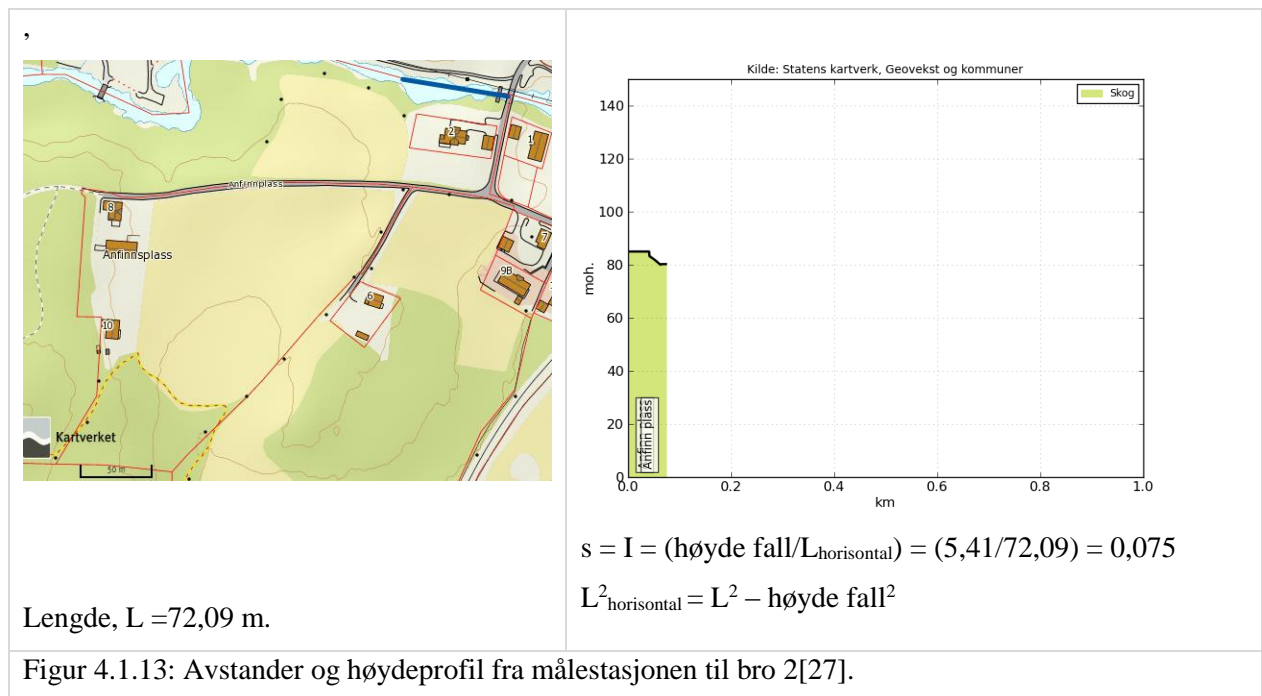 ,
2
1
Anfinnplass
8
Anfinnsplass
7
9B
6
10
Kartverket
50 m
Lengde, L =72,09 m.
Kilde: Statens kartverk, Geovekst og kommuner
Skog
140
120
100
80
60
40
20
0
moh.
Anfinn plass
0.0 0.2 0.4 0.6 0.8 1.0
km
s = I = (høyde fall/Lhorisontal) = (5,41/72,09) = 0,075
L²horisontal = L² – høyde fall²
Figur 4.1.13: Avstander og høydeprofil fra målestasjonen til bro 2[27].